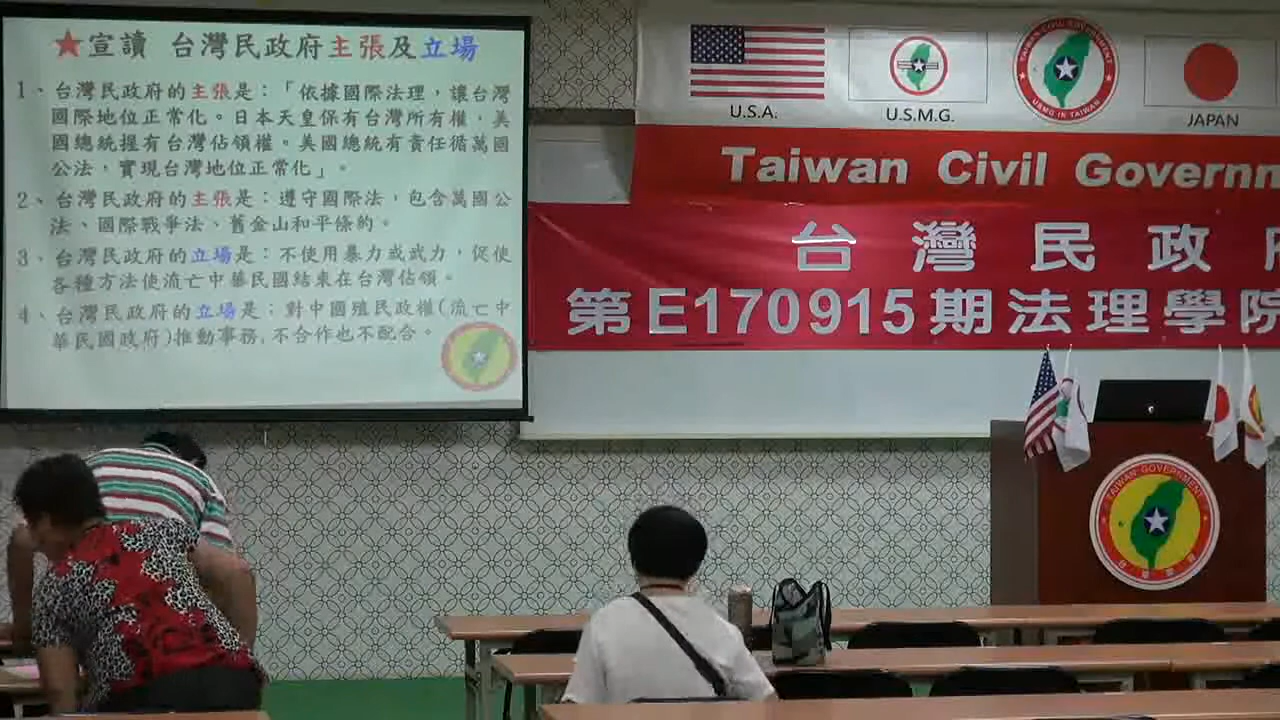 ★宣讀 台灣民政府主張及立場
1、台灣民政府的主張是：「依據國際法理，讓台灣
國際地位正常化。日本天皇保有台灣所有權，美
國總統握有台灣佔領權。美國總統有責任循萬國
公法，實現台灣地位正常化」。
2、台灣民政府的主張是：遵守國際法，包含萬國公
法、國際戰爭法、舊金山和平條約。
3、台灣民政府的立場是：不使用暴力或武力，促使
各種方法使流亡中華民國結束在台灣佔領。
4、台灣民政府的立場是：對中國殖民政權(流亡中
華民國政府)推動事務,不合作也不配合。
U.S.A.
U.S.M.G.
TAIWAN CIVIL GOVERNMENT
USMG IN TAIWAN
JAPAN
Taiwan Civil Governm
台灣民政府
第E170915期法理學院
TAIWAN GOVERNMENT